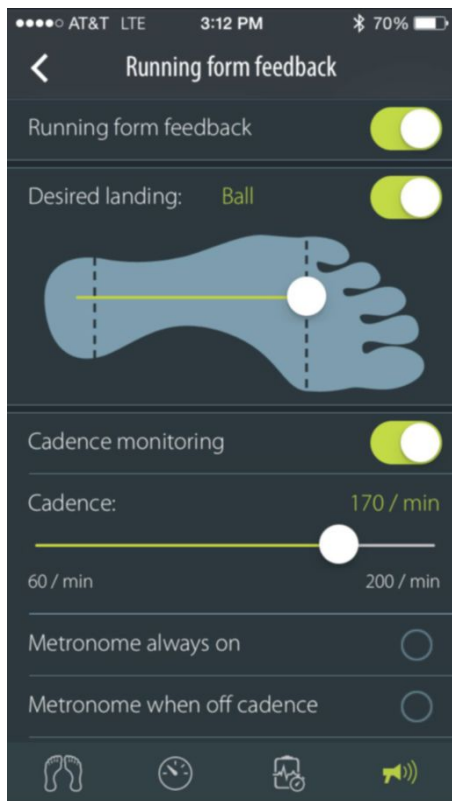 AT&T LTE 3:12 PM 70%
Running form feedback
Running form feedback
Desired landing: Ball
Cadence monitoring
Cadence: 170 / min
60 / min 200 / min
Metronome always on
Metronome when off cadence